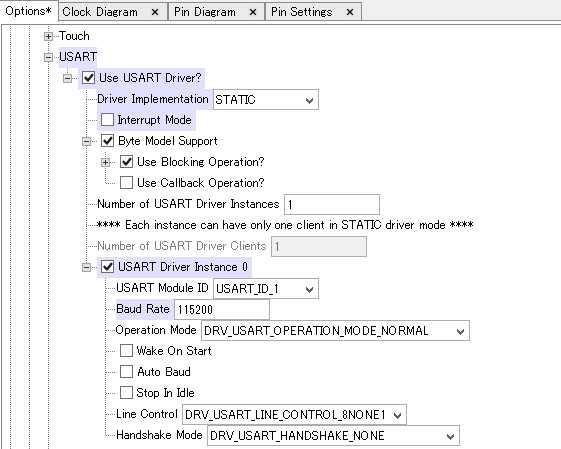 Options* Clock Diagram × Pin Diagram × Pin Settings ×
Touch
USART
Use USART Driver?
Driver Implementation STATIC
Interrupt Mode
Byte Model Support
Use Blocking Operation?
Use Callback Operation?
Number of USART Driver Instances 1
**** Each instance can have only one client in STATIC driver mode ****
Number of USART Driver Clients 1
USART Driver Instance 0
USART Module ID USART_ID_1
Baud Rate 115200
Operation Mode DRV_USART_OPERATION_MODE_NORMAL
Wake On Start
Auto Baud
Stop In Idle
Line Control DRV_USART_LINE_CONTROL_8NONE1
Handshake Mode DRV_USART_HANDSHAKE_NONE